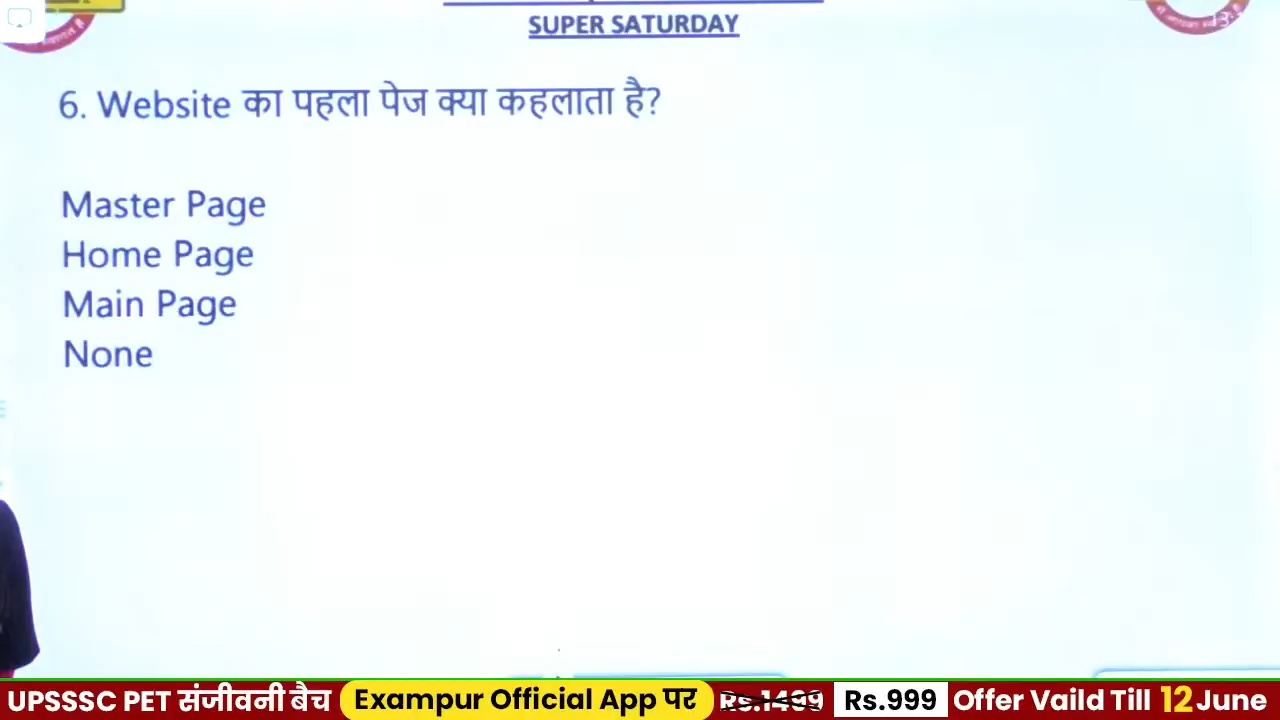 SUPER SATURDAY
6. Website का पहला पेज क्या कहलाता है?
Master Page
Home Page
Main Page
None
UPSSSC PET संजीवनी बैच Exampur Official App पर Rs.1499 Rs.999 Offer Vaild Till 12 June